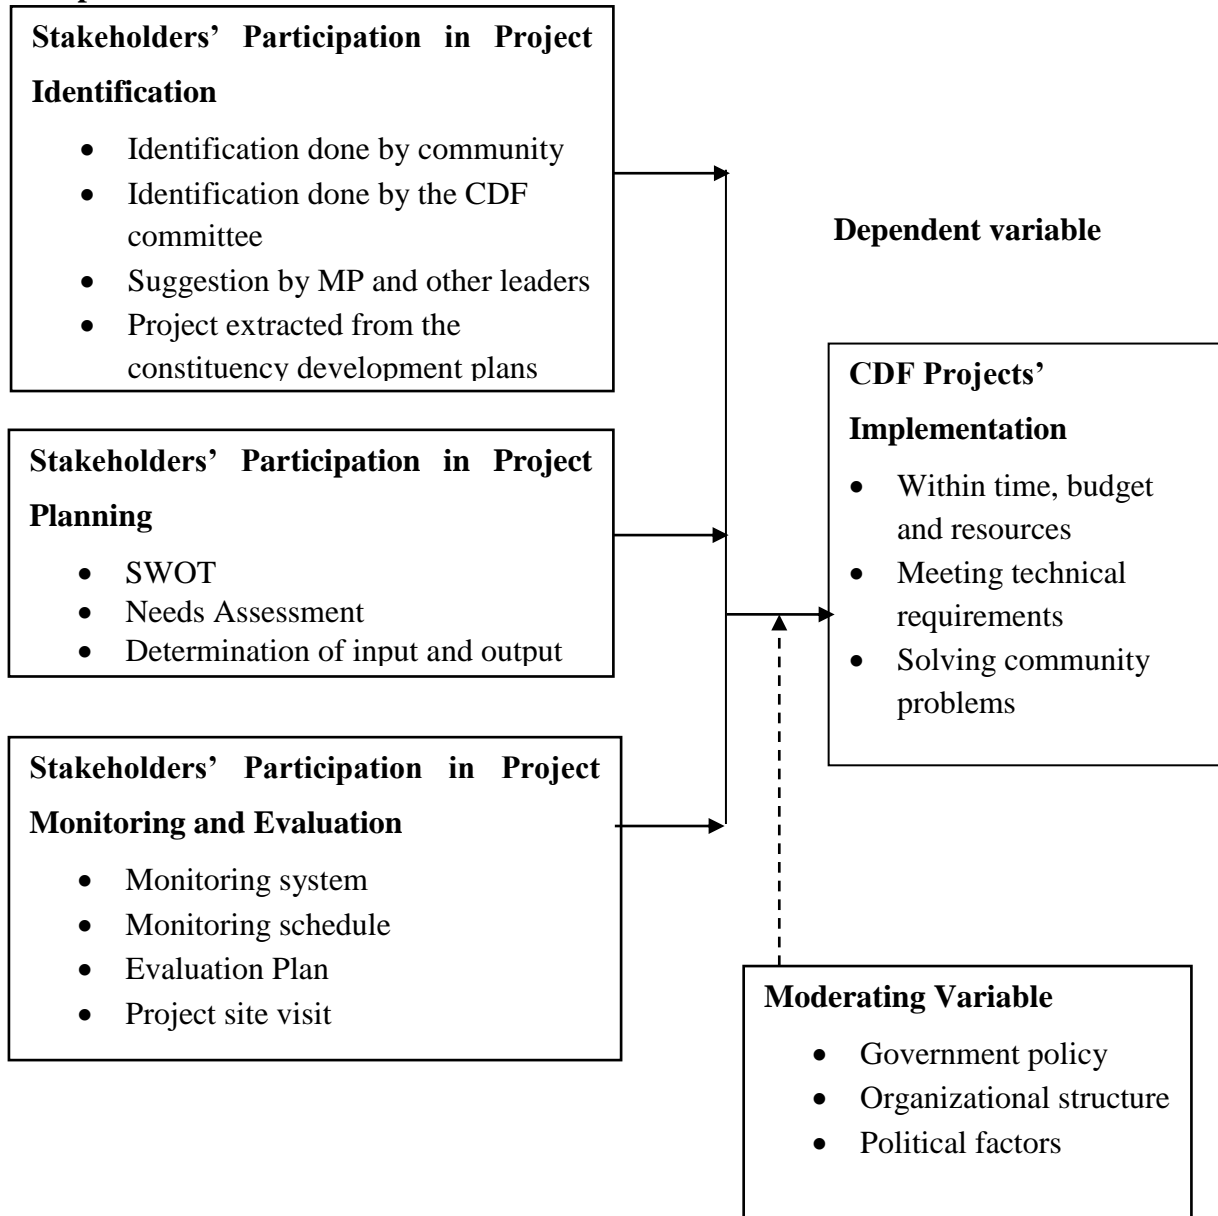 Stakeholders’ Participation in Project
Identification
• Identification done by community
• Identification done by the CDF
committee
• Suggestion by MP and other leaders
• Project extracted from the
constituency development plans
Stakeholders’ Participation in Project
Planning
• SWOT
• Needs Assessment
• Determination of input and output
Stakeholders’ Participation in Project
Monitoring and Evaluation
• Monitoring system
• Monitoring schedule
• Evaluation Plan
• Project site visit
Dependent variable
CDF Projects’
Implementation
• Within time, budget
and resources
• Meeting technical
requirements
• Solving community
problems
Moderating Variable
• Government policy
• Organizational structure
• Political factors